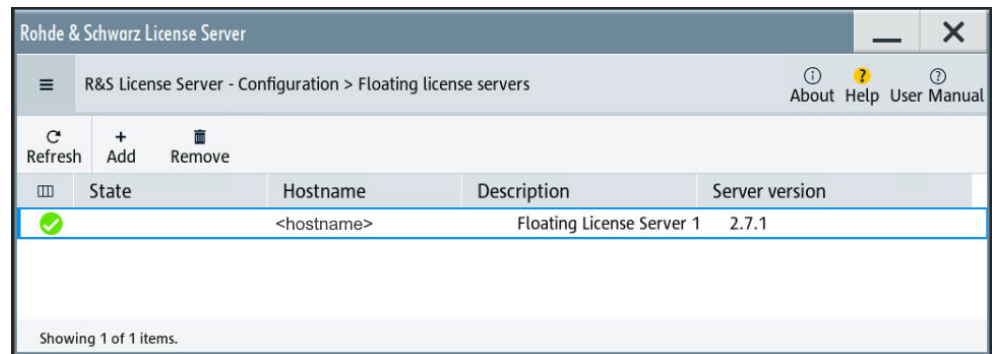 Rohde & Schwarz License Server
R&S License Server - Configuration > Floating license servers
About Help User Manual
Refresh Add Remove
State Hostname Description Server version
<hostname> Floating License Server 1 2.7.1
Showing 1 of 1 items.